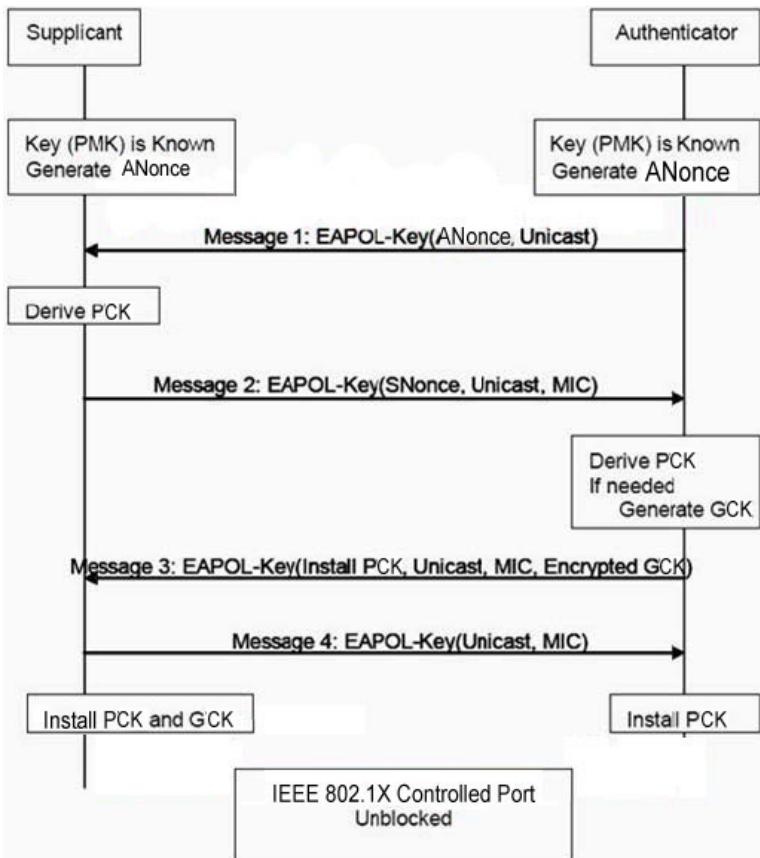 Supplicant
Authenticator
Key (PMK) is Known
Generate ANonce
Key (PMK) is Known
Generate ANonce
Message 1: EAPOL-Key(ANonce, Unicast)
Derive PCK
Message 2: EAPOL-Key(SNonce, Unicast, MIC)
Derive PCK
If needed
Generate GCK
Message 3: EAPOL-Key(Install PCK, Unicast, MIC, Encrypted GCK)
Message 4: EAPOL-Key(Unicast, MIC)
Install PCK and GCK
Install PCK
IEEE 802.1X Controlled Port
Unblocked